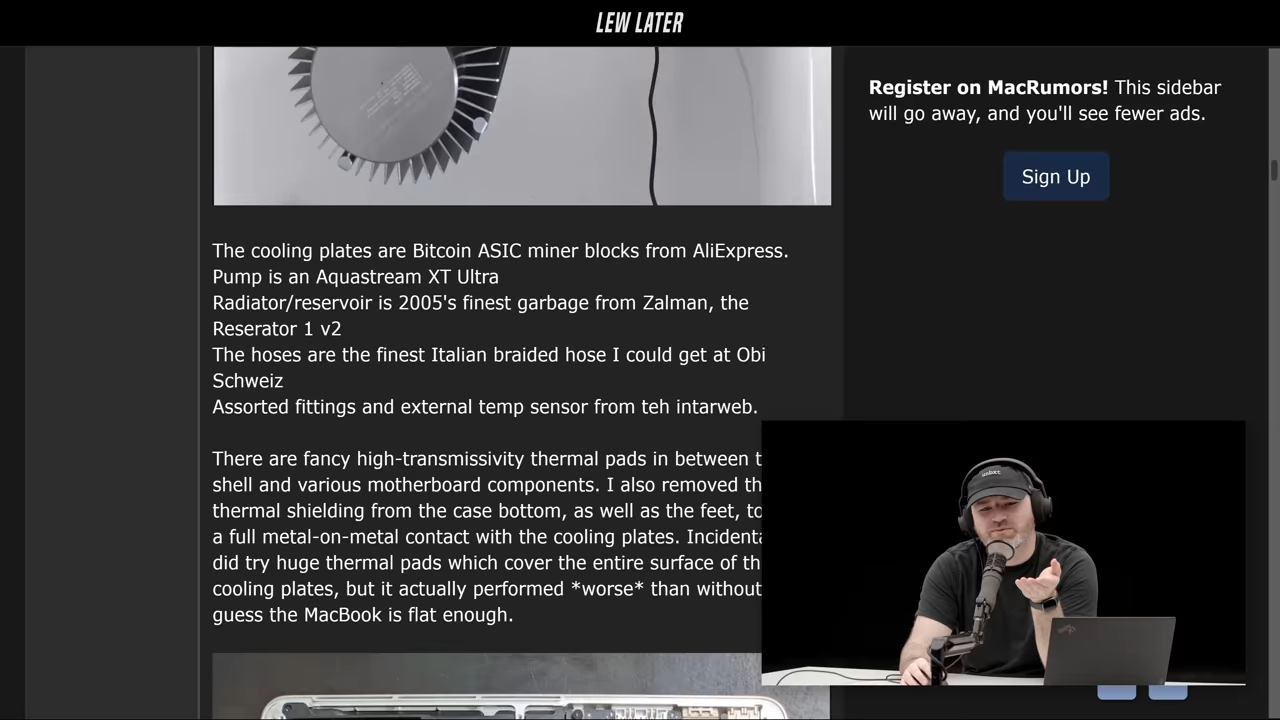 LEW LATER
Register on MacRumors! This sidebar
will go away, and you'll see fewer ads.
Sign Up
The cooling plates are Bitcoin ASIC miner blocks from AliExpress.
Pump is an Aquastream XT Ultra
Radiator/reservoir is 2005's finest garbage from Zalman, the
Reserator 1 v2
The hoses are the finest Italian braided hose I could get at Obi
Schweiz
Assorted fittings and external temp sensor from teh intarweb.
There are fancy high-transmissivity thermal pads in between
shell and various motherboard components. I also removed
thermal shielding from the case bottom, as well as the feet,
a full metal-on-metal contact with the cooling plates.
did try huge thermal pads which cover the entire surface of
cooling plates, but it actually performed *worse* than without
guess the MacBook is flat enough.